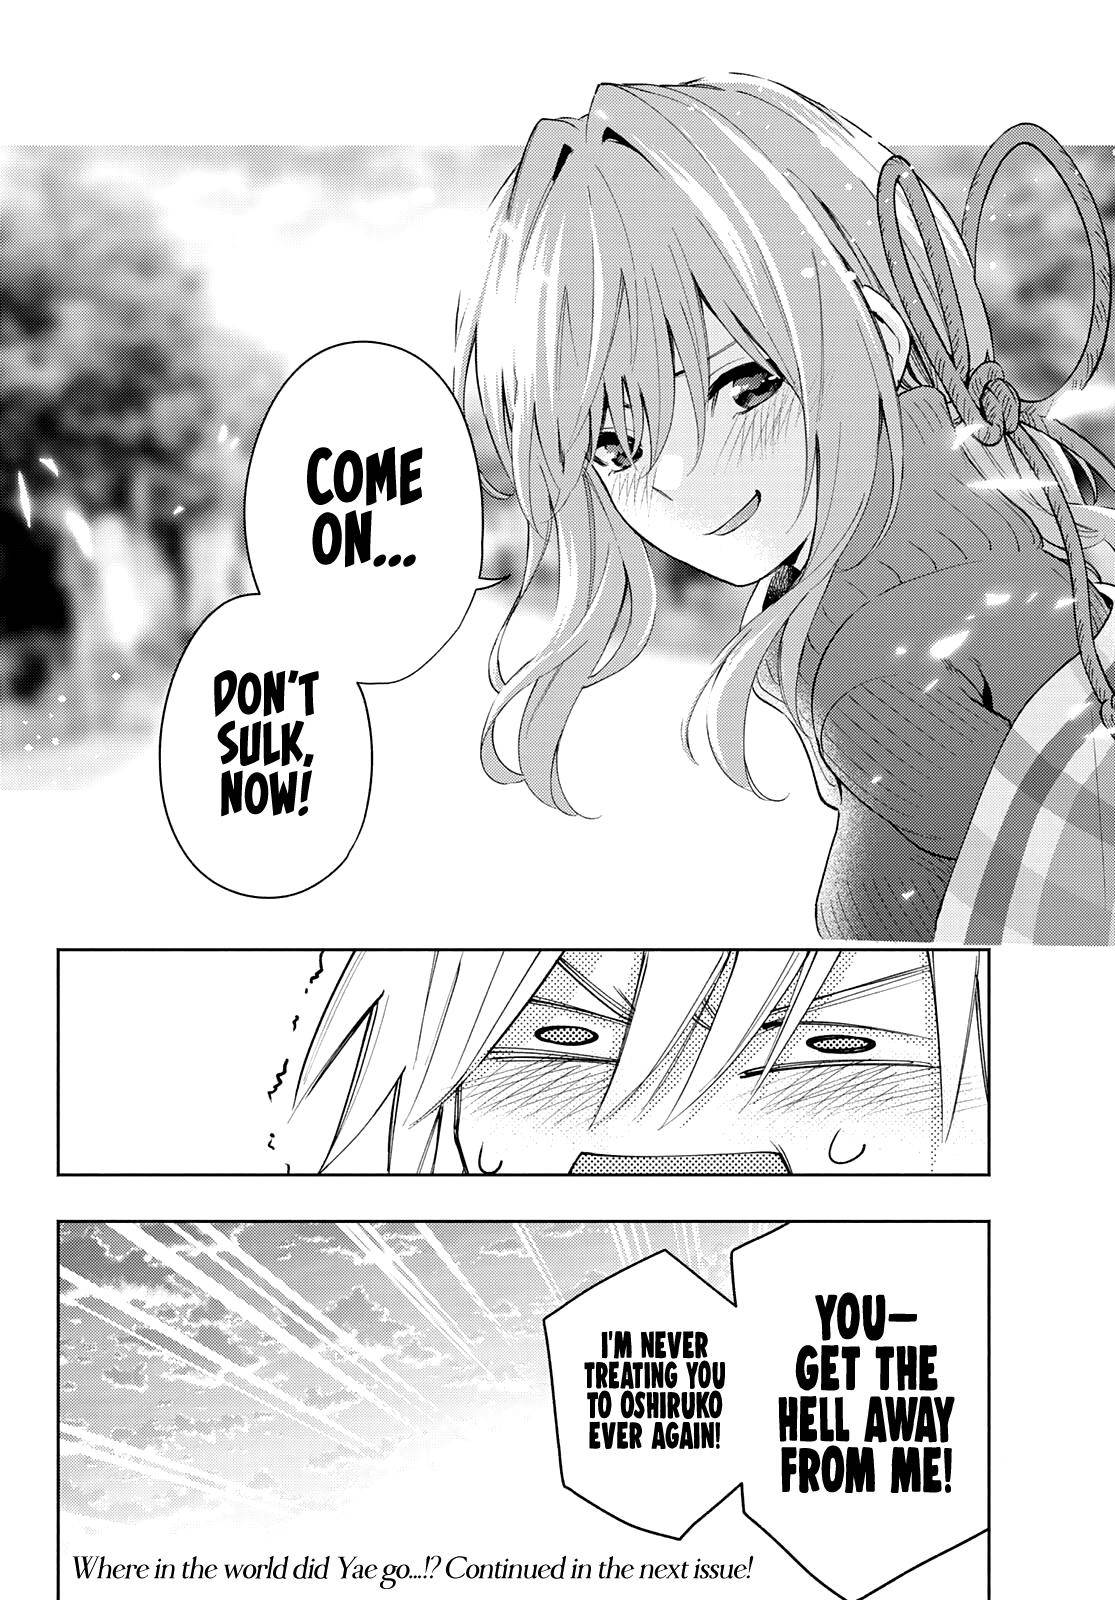 COME
ON...
DON'T
SULK,
NOW!
YOU—
GET THE
HELL AWAY
FROM ME!
I'M NEVER
TREATING YOU
TO OSHIRUKO
EVER AGAIN!
Where in the world did Yae go...!? Continued in the next issue!